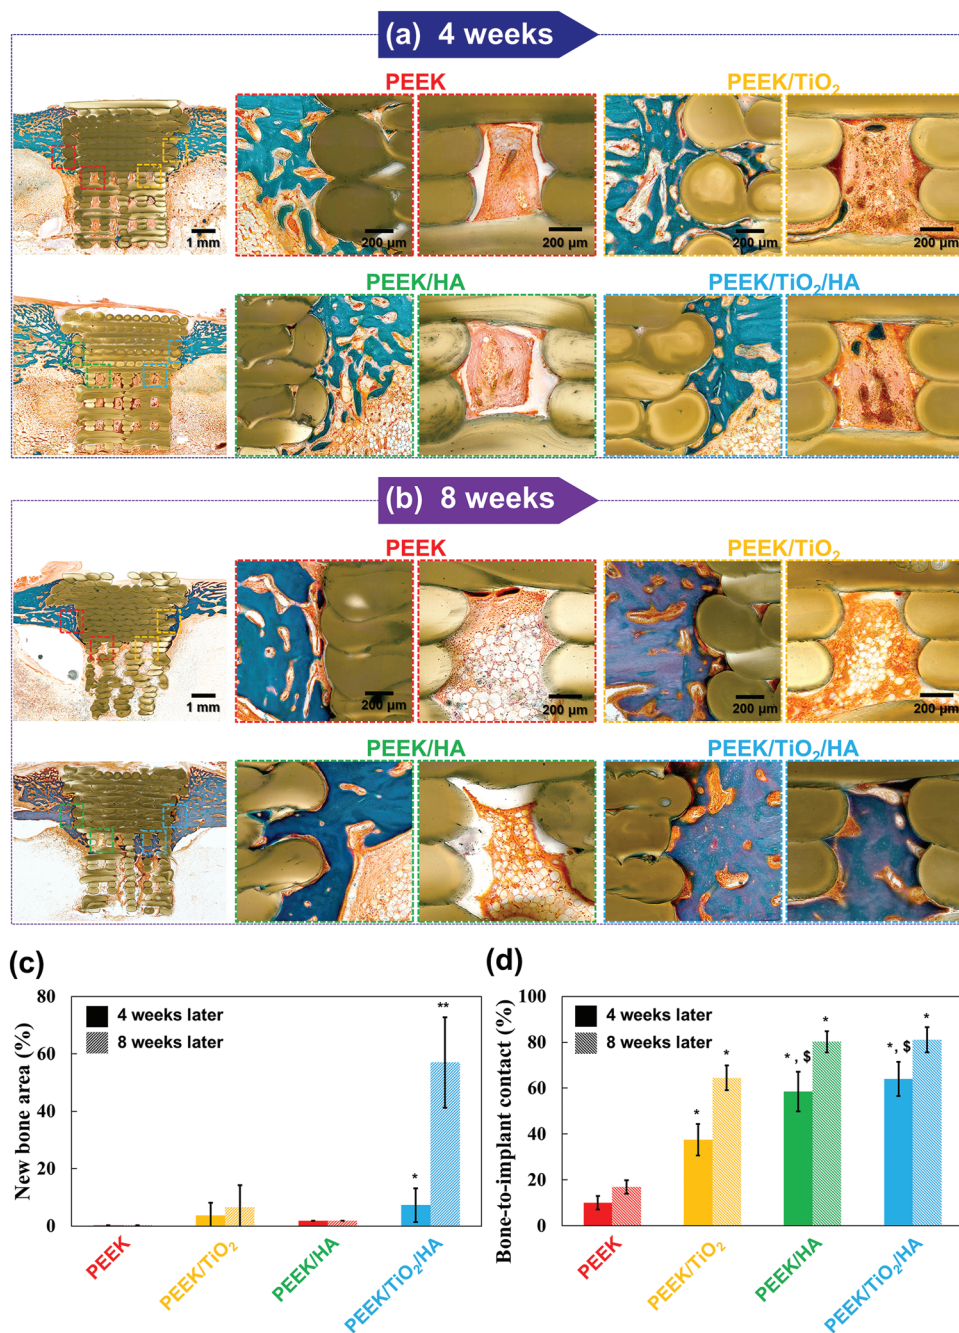 (a) 4 weeks
PEEK
PEEK/TiO₂
1 mm
200 µm
200 µm
200 µm
200 µm
PEEK/HA
PEEK/TiO₂/HA
(b) 8 weeks
PEEK
PEEK/TiO₂
1 mm
200 µm
200 µm
200 µm
200 µm
PEEK/HA
PEEK/TiO₂/HA
(c)
New bone area (%)
80
60
40
20
0
4 weeks later
8 weeks later
*
**
PEEK
PEEK/TiO₂
PEEK/HA
PEEK/TiO₂/HA
(d)
Bone-to-implant contact (%)
100
80
60
40
20
0
4 weeks later
8 weeks later
*
*
*, $
*
*, $
*
PEEK
PEEK/TiO₂
PEEK/HA
PEEK/TiO₂/HA